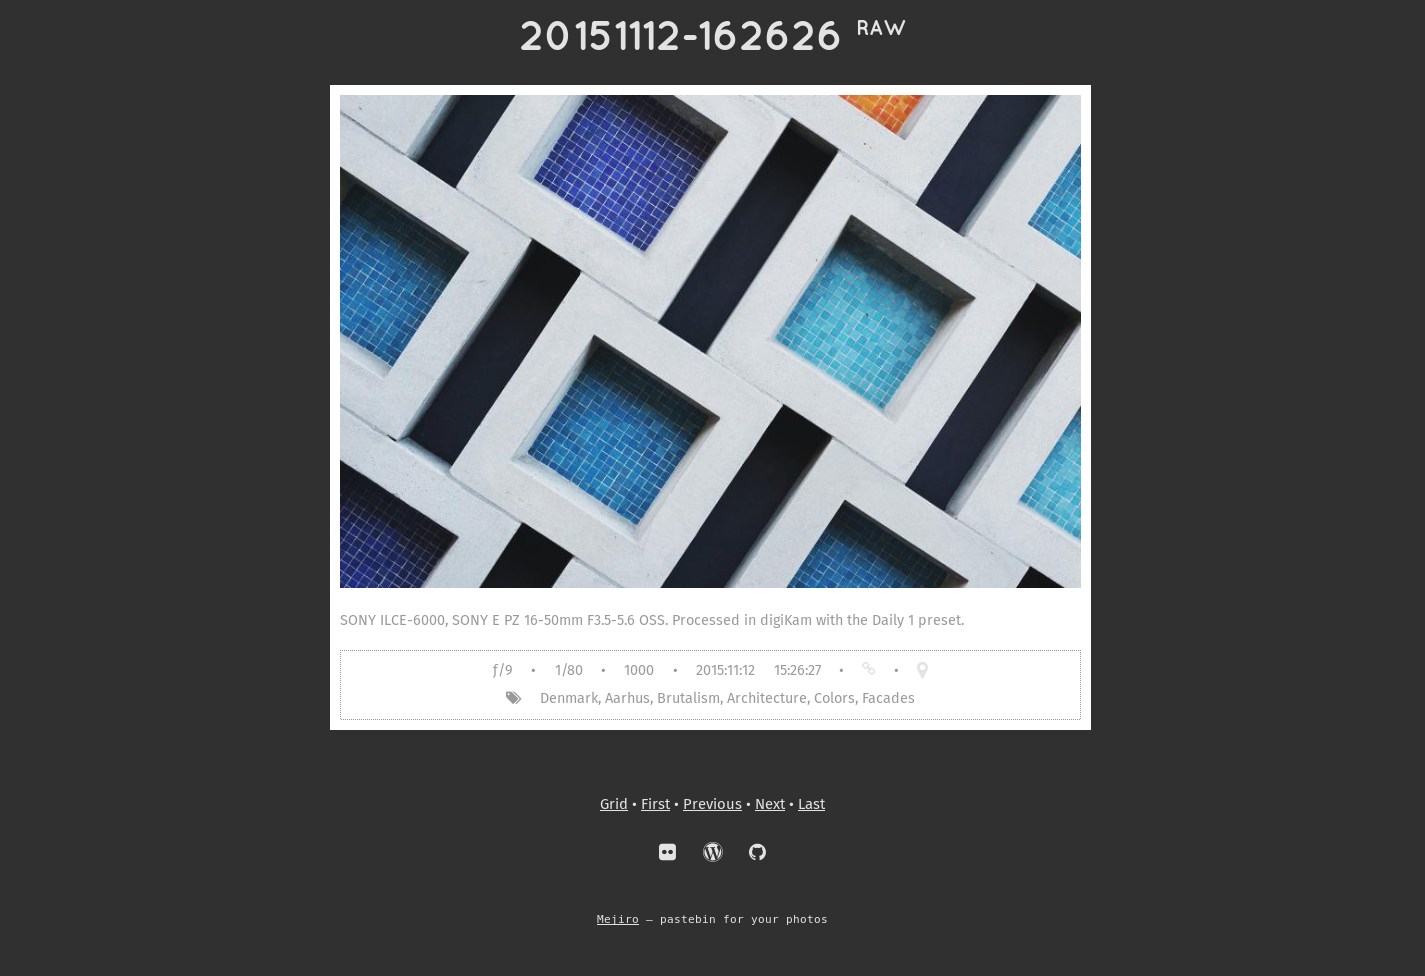 20151112-162626 RAW
SONY ILCE-6000, SONY E PZ 16-50mm F3.5-5.6 OSS. Processed in digiKam with the Daily 1 preset.
ƒ/9 • 1/80 • 1000 • 2015:11:12 15:26:27 • •
Denmark, Aarhus, Brutalism, Architecture, Colors, Facades
Grid • First • Previous • Next • Last
Mejiro — pastebin for your photos